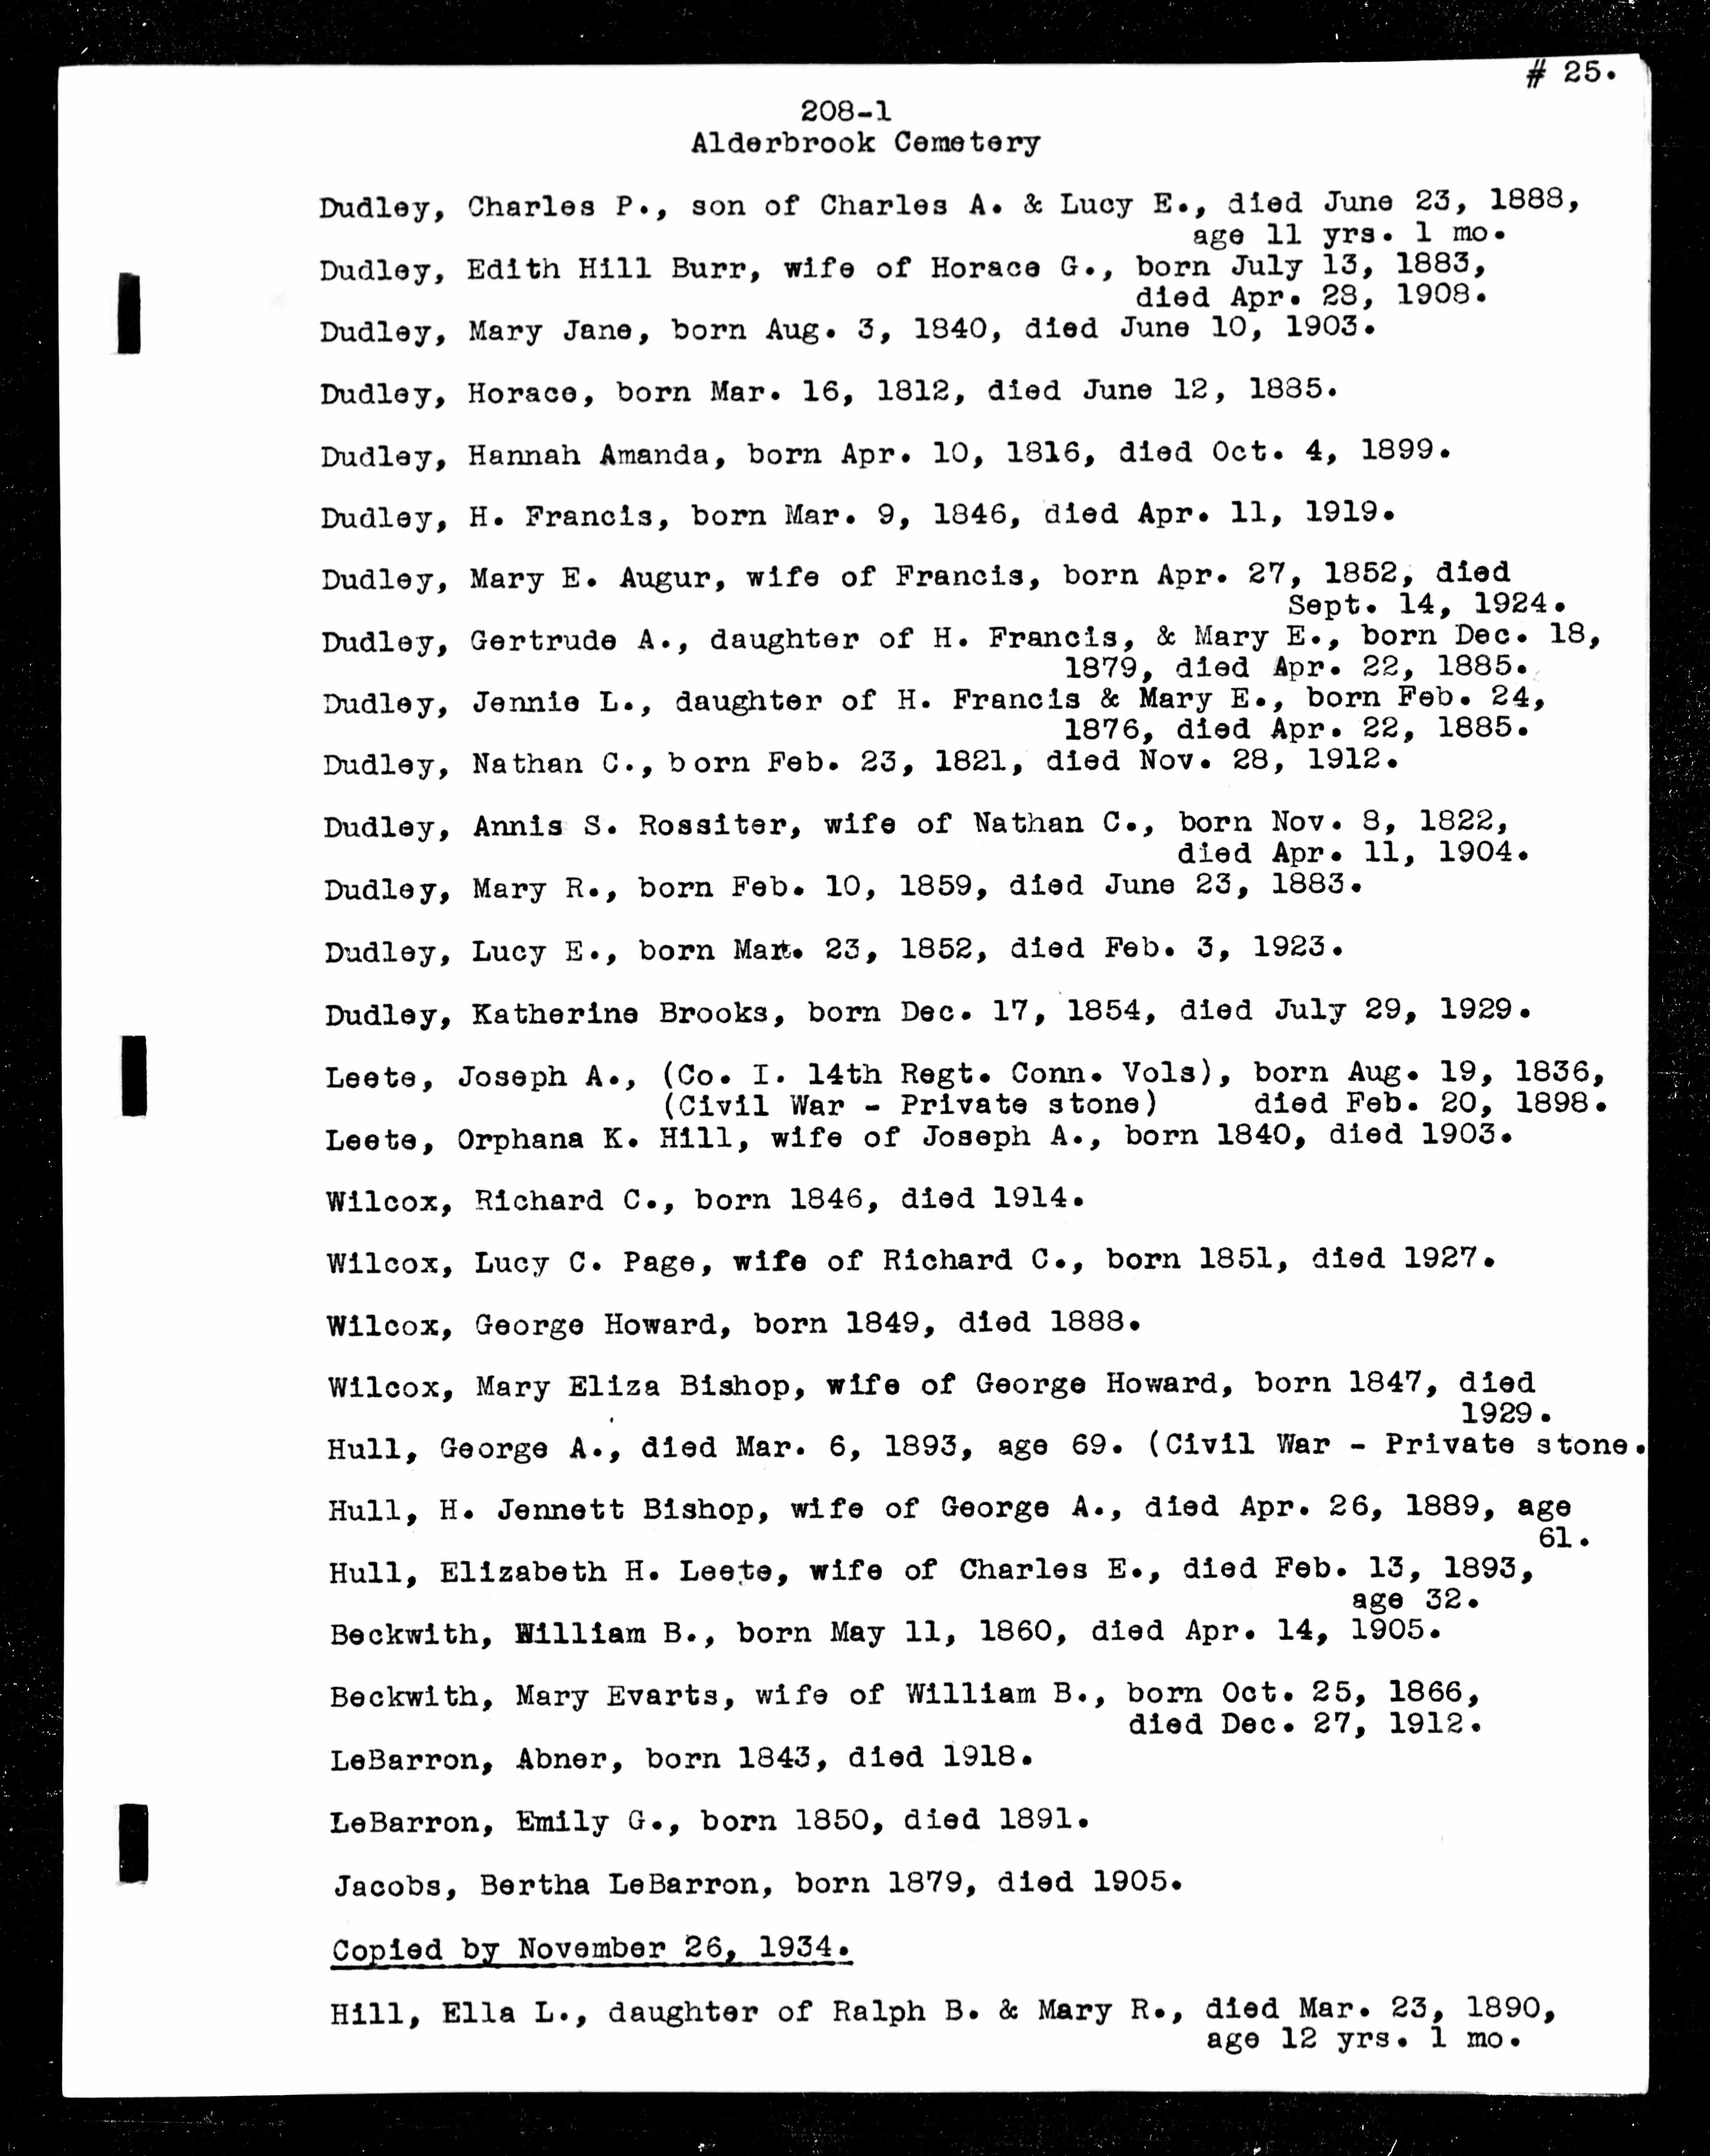 # 25.
208-1
Alderbrook Cemetery
Dudley, Charles P., son of Charles A. & Lucy E., died June 23, 1888,
age 11 yrs. 1 mo.
Dudley, Edith Hill Burr, wife of Horace G., born July 13, 1883,
died Apr. 28, 1908.
Dudley, Mary Jane, born Aug. 3, 1840, died June 10, 1903.
Dudley, Horace, born Mar. 16, 1812, died June 12, 1885.
Dudley, Hannah Amanda, born Apr. 10, 1816, died Oct. 4, 1899.
Dudley, H. Francis, born Mar. 9, 1846, died Apr. 11, 1919.
Dudley, Mary E. Augur, wife of Francis, born Apr. 27, 1852, died
Sept. 14, 1924.
Dudley, Gertrude A., daughter of H. Francis, & Mary E., born Dec. 18,
1879, died Apr. 22, 1885.
Dudley, Jennie L., daughter of H. Francis & Mary E., born Feb. 24,
1876, died Apr. 22, 1885.
Dudley, Nathan C., born Feb. 23, 1821, died Nov. 28, 1912.
Dudley, Annis S. Rossiter, wife of Nathan C., born Nov. 8, 1822,
died Apr. 11, 1904.
Dudley, Mary R., born Feb. 10, 1859, died June 23, 1883.
Dudley, Lucy E., born Mar. 23, 1852, died Feb. 3, 1923.
Dudley, Katherine Brooks, born Dec. 17, 1854, died July 29, 1929.
Leete, Joseph A., (Co. I. 14th Regt. Conn. Vols), born Aug. 19, 1836,
(Civil War - Private stone) died Feb. 20, 1898.
Leete, Orphana K. Hill, wife of Joseph A., born 1840, died 1903.
Wilcox, Richard C., born 1846, died 1914.
Wilcox, Lucy C. Page, wife of Richard C., born 1851, died 1927.
Wilcox, George Howard, born 1849, died 1888.
Wilcox, Mary Eliza Bishop, wife of George Howard, born 1847, died
1929.
Hull, George A., died Mar. 6, 1893, age 69. (Civil War - Private stone.
Hull, H. Jennett Bishop, wife of George A., died Apr. 26, 1889, age
61.
Hull, Elizabeth H. Leete, wife of Charles E., died Feb. 13, 1893,
age 32.
Beckwith, William B., born May 11, 1860, died Apr. 14, 1905.
Beckwith, Mary Evarts, wife of William B., born Oct. 25, 1866,
died Dec. 27, 1912.
LeBarron, Abner, born 1843, died 1918.
LeBarron, Emily G., born 1850, died 1891.
Jacobs, Bertha LeBarron, born 1879, died 1905.
Copied by November 26, 1934.
Hill, Ella L., daughter of Ralph B. & Mary R., died Mar. 23, 1890,
age 12 yrs. 1 mo.